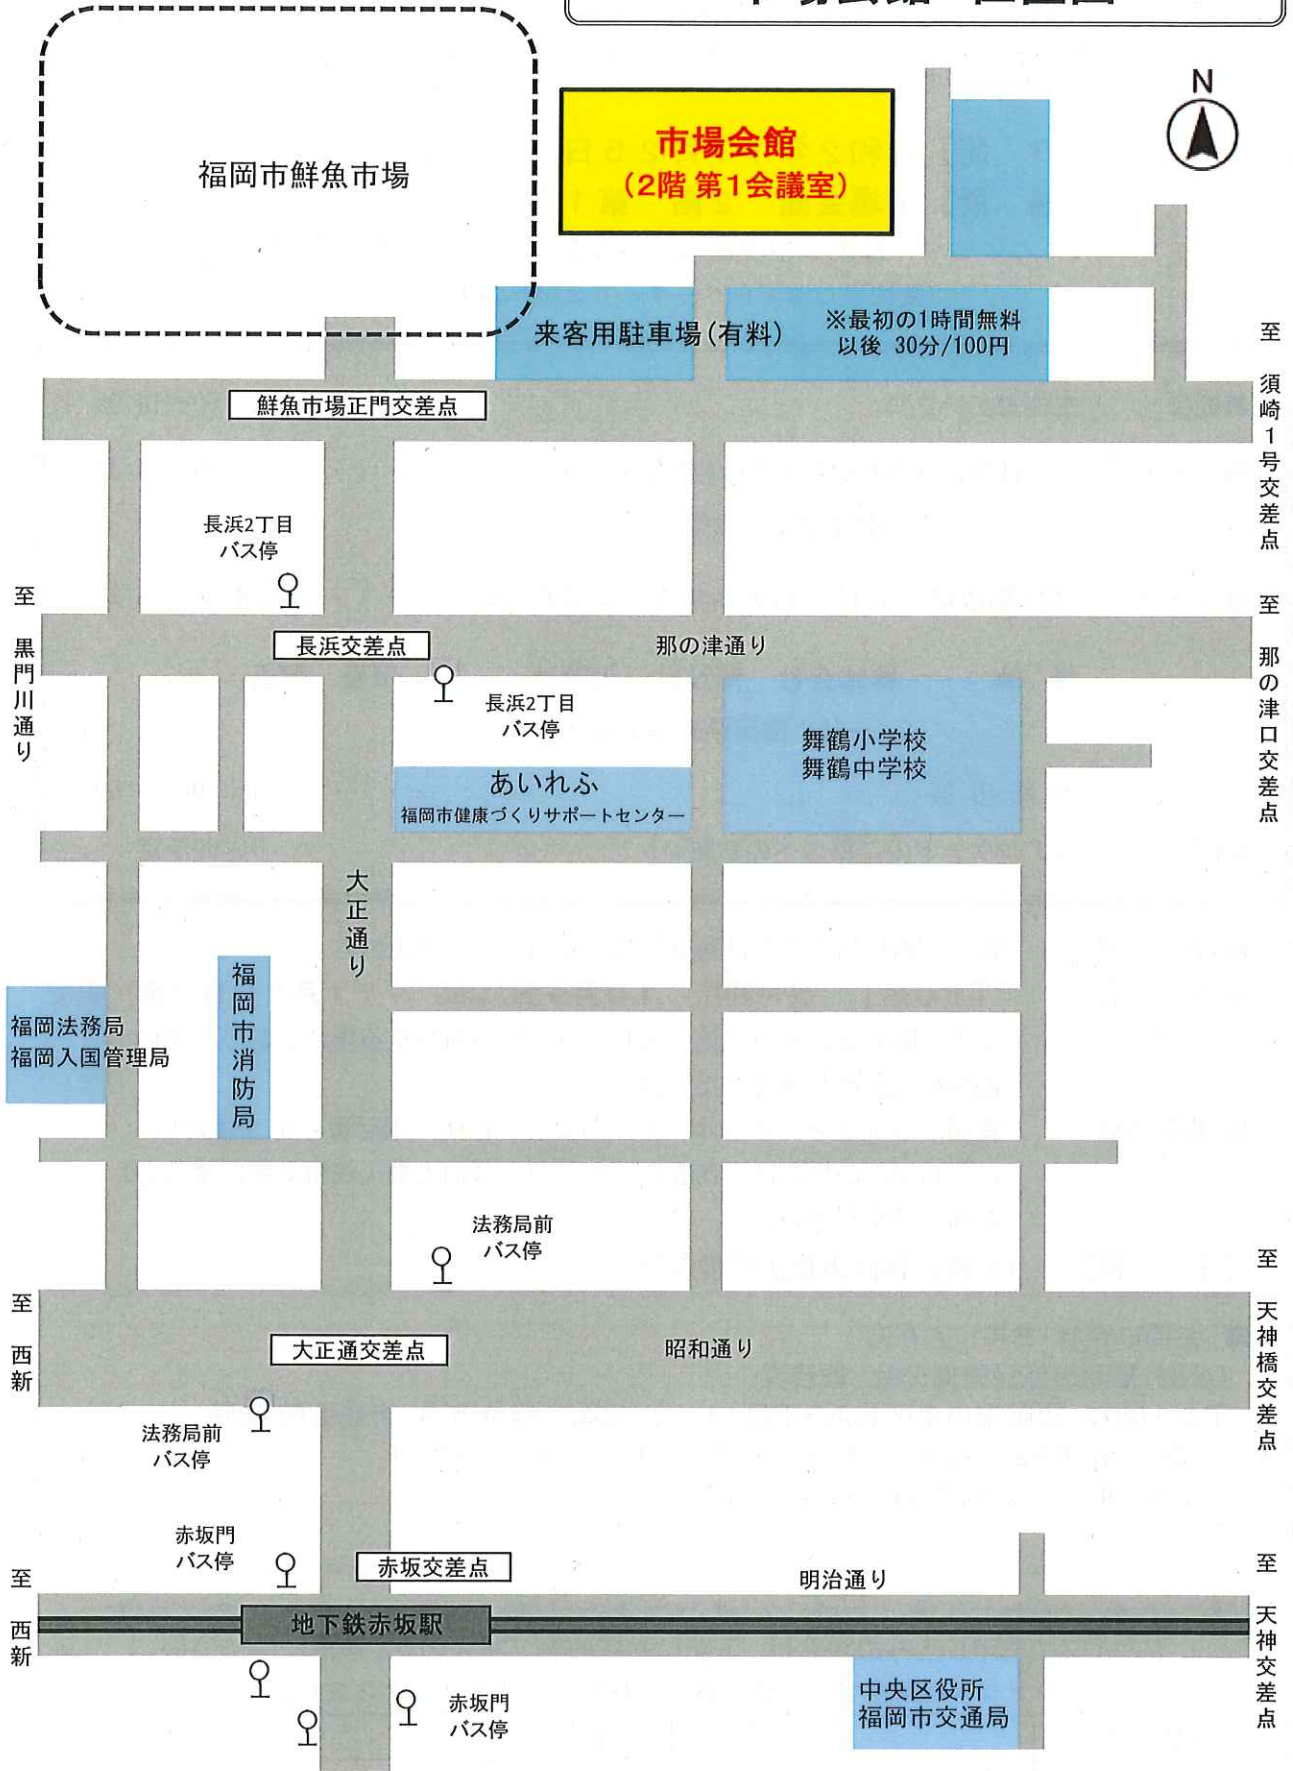 N
市場会館
(2階 第1会議室)
福岡市鮮魚市場
来客用駐車場(有料)
※最初の1時間無料
以後 30分/100円
至 須崎1号交差点
鮮魚市場正門交差点
長浜2丁目
バス停
至 黒門川通り
至 那の津口交差点
長浜交差点
那の津通り
長浜2丁目
バス停
舞鶴小学校
舞鶴中学校
あいれふ
福岡市健康づくりサポートセンター
大正通り
福岡市消防局
福岡法務局
福岡入国管理局
法務局前
バス停
至 西新
至 天神橋交差点
大正通交差点
昭和通り
法務局前
バス停
赤坂門
バス停
赤坂交差点
明治通り
至 西新
至 天神交差点
地下鉄赤坂駅
赤坂門
バス停
中央区役所
福岡市交通局